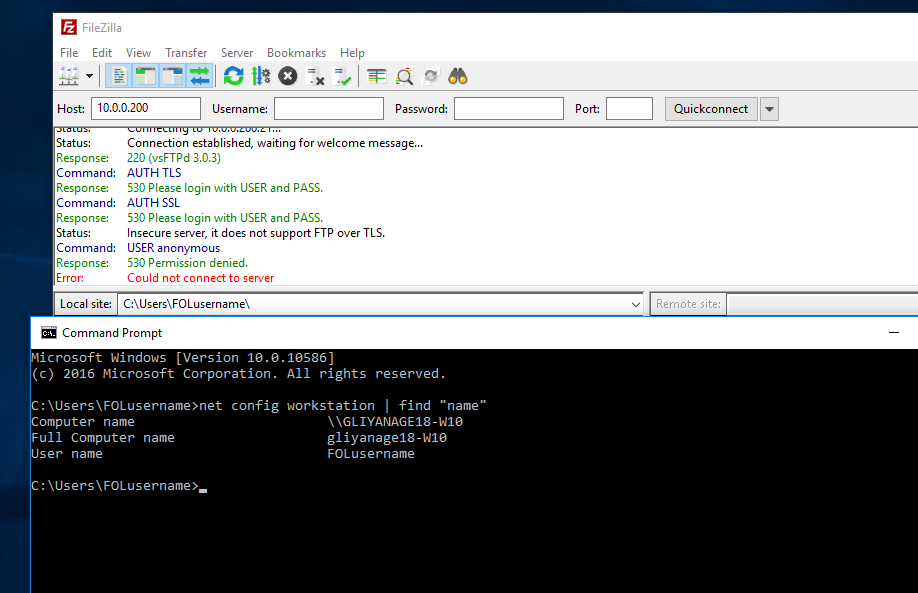 FileZilla
File Edit View Transfer Server Bookmarks Help
Host: 10.0.0.200 Username: Password: Port: Quickconnect
Status: Connecting to 10.0.0.200:21...
Status: Connection established, waiting for welcome message...
Response: 220 (vsFTPd 3.0.3)
Command: AUTH TLS
Response: 530 Please login with USER and PASS.
Command: AUTH SSL
Response: 530 Please login with USER and PASS.
Status: Insecure server, it does not support FTP over TLS.
Command: USER anonymous
Response: 530 Permission denied.
Error: Could not connect to server
Local site: C:\Users\FOLusername\ Remote site:
Command Prompt
Microsoft Windows [Version 10.0.10586]
(c) 2016 Microsoft Corporation. All rights reserved.
C:\Users\FOLusername>net config workstation | find "name"
Computer name \\GLIYANAGE18-W10
Full Computer name gliyanage18-W10
User name FOLusername
C:\Users\FOLusername>